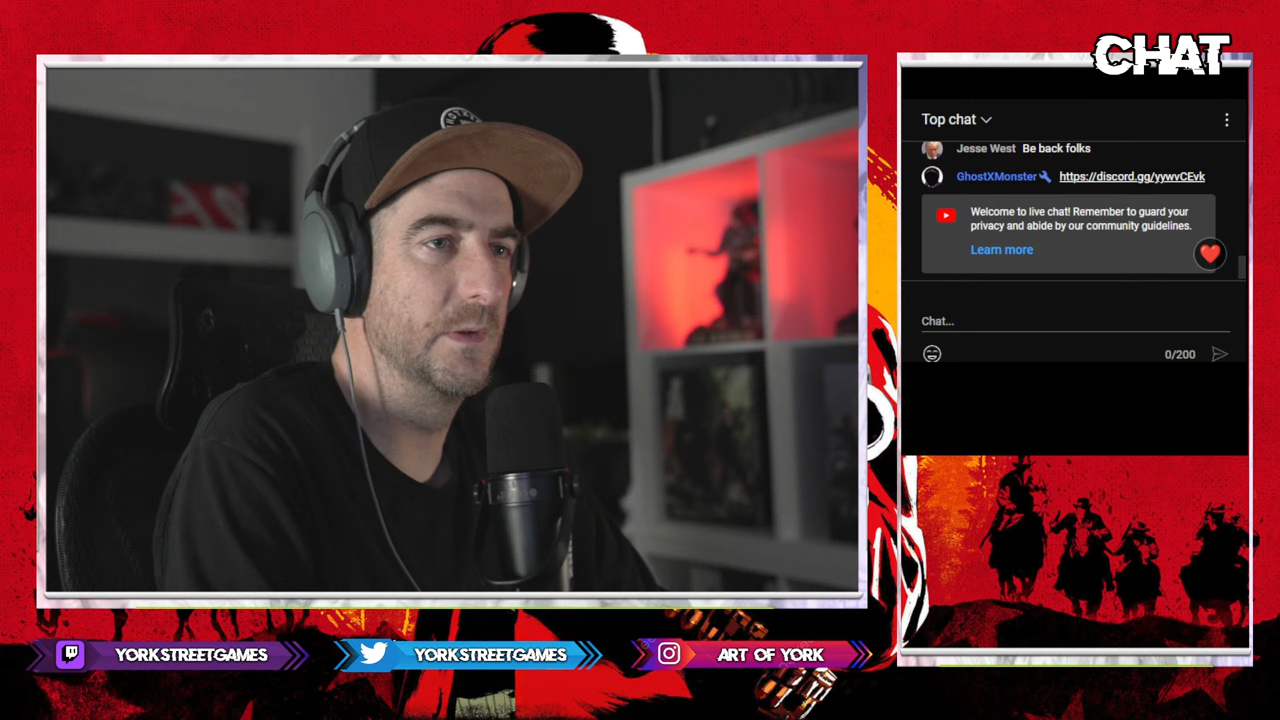 CHAT
Top chat
Jesse West Be back folks
GhostXMonster https://discord.gg/yywvCEvk
Welcome to live chat! Remember to guard your
privacy and abide by our community guidelines.
Learn more
Chat...
0/200
YORKSTREETGAMES
YORKSTREETGAMES
ART OF YORK